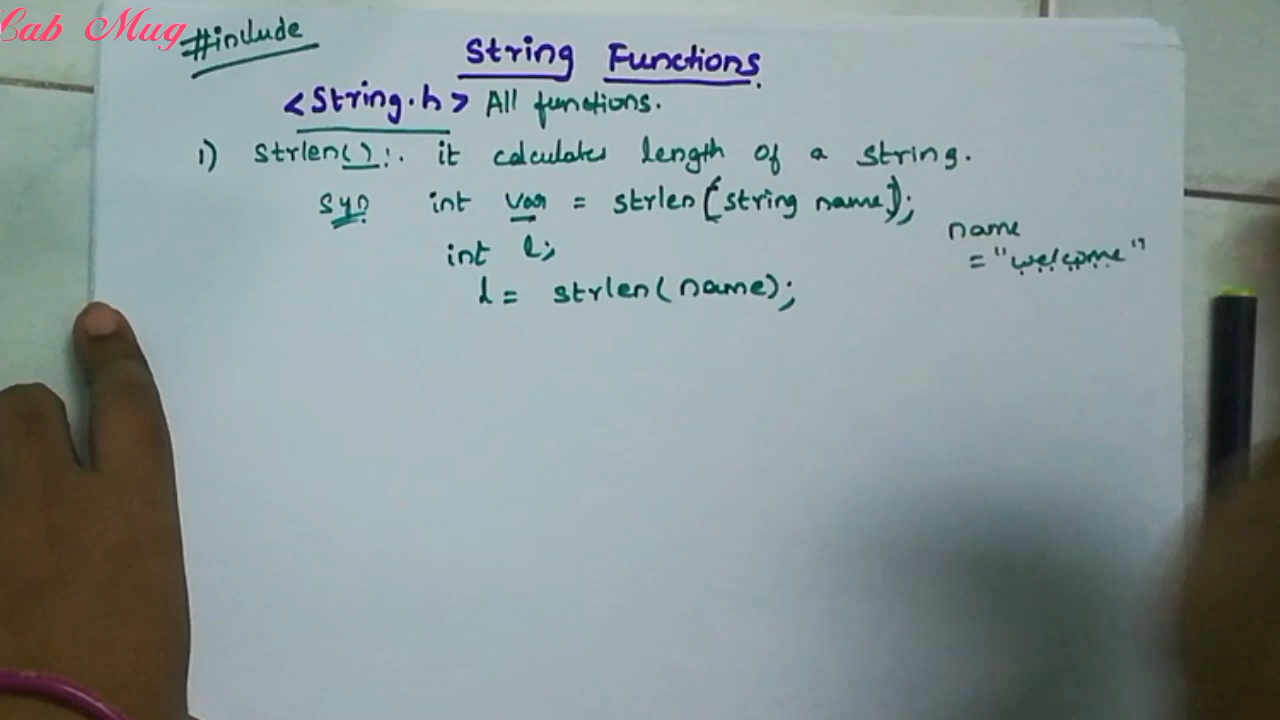 Cab Mug
#include
String Functions.
<String.h> All functions.
1) Strlen():. it calculates length of a string.
Syn int var = strlen(string name);
int l;
name
= "welcome"
l = strlen(name);